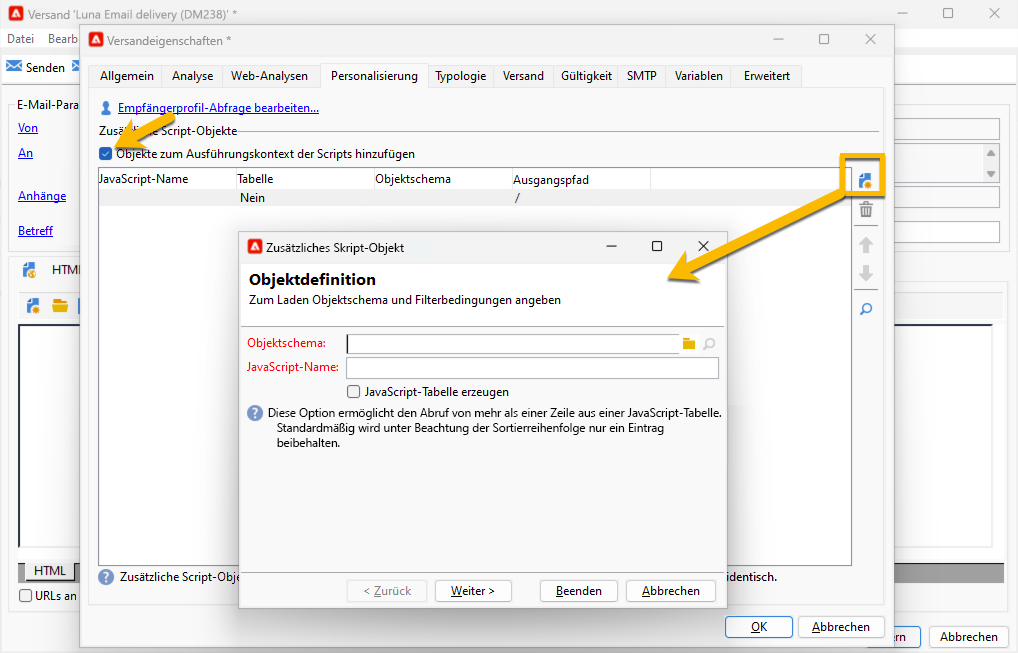 Versand 'Luna Email delivery (DM238)' *
Datei Bearb
Senden
E-Mail-Para
Von
An
Anhänge
Betreff
HTML
URLs an
Abbrechen
Versandeigenschaften *
Allgemein Analyse Web-Analysen Personalisierung Typologie Versand Gültigkeit SMTP Variablen Erweitert
Empfängerprofil-Abfrage bearbeiten...
Script-Objekte
Objekte zum Ausführungskontext der Scripts hinzufügen
JavaScript-Name Tabelle Objektschema Ausgangspfad
Nein /
Zusätzliche Script-Obje
identisch.
OK Abbrechen
Zusätzliches Skript-Objekt
Objektdefinition
Zum Laden Objektschema und Filterbedingungen angeben
Objektschema:
JavaScript-Name:
JavaScript-Tabelle erzeugen
Diese Option ermöglicht den Abruf von mehr als einer Zeile aus einer JavaScript-Tabelle.
Standardmäßig wird unter Beachtung der Sortierreihenfolge nur ein Eintrag
beibehalten.
< Zurück Weiter > Beenden Abbrechen